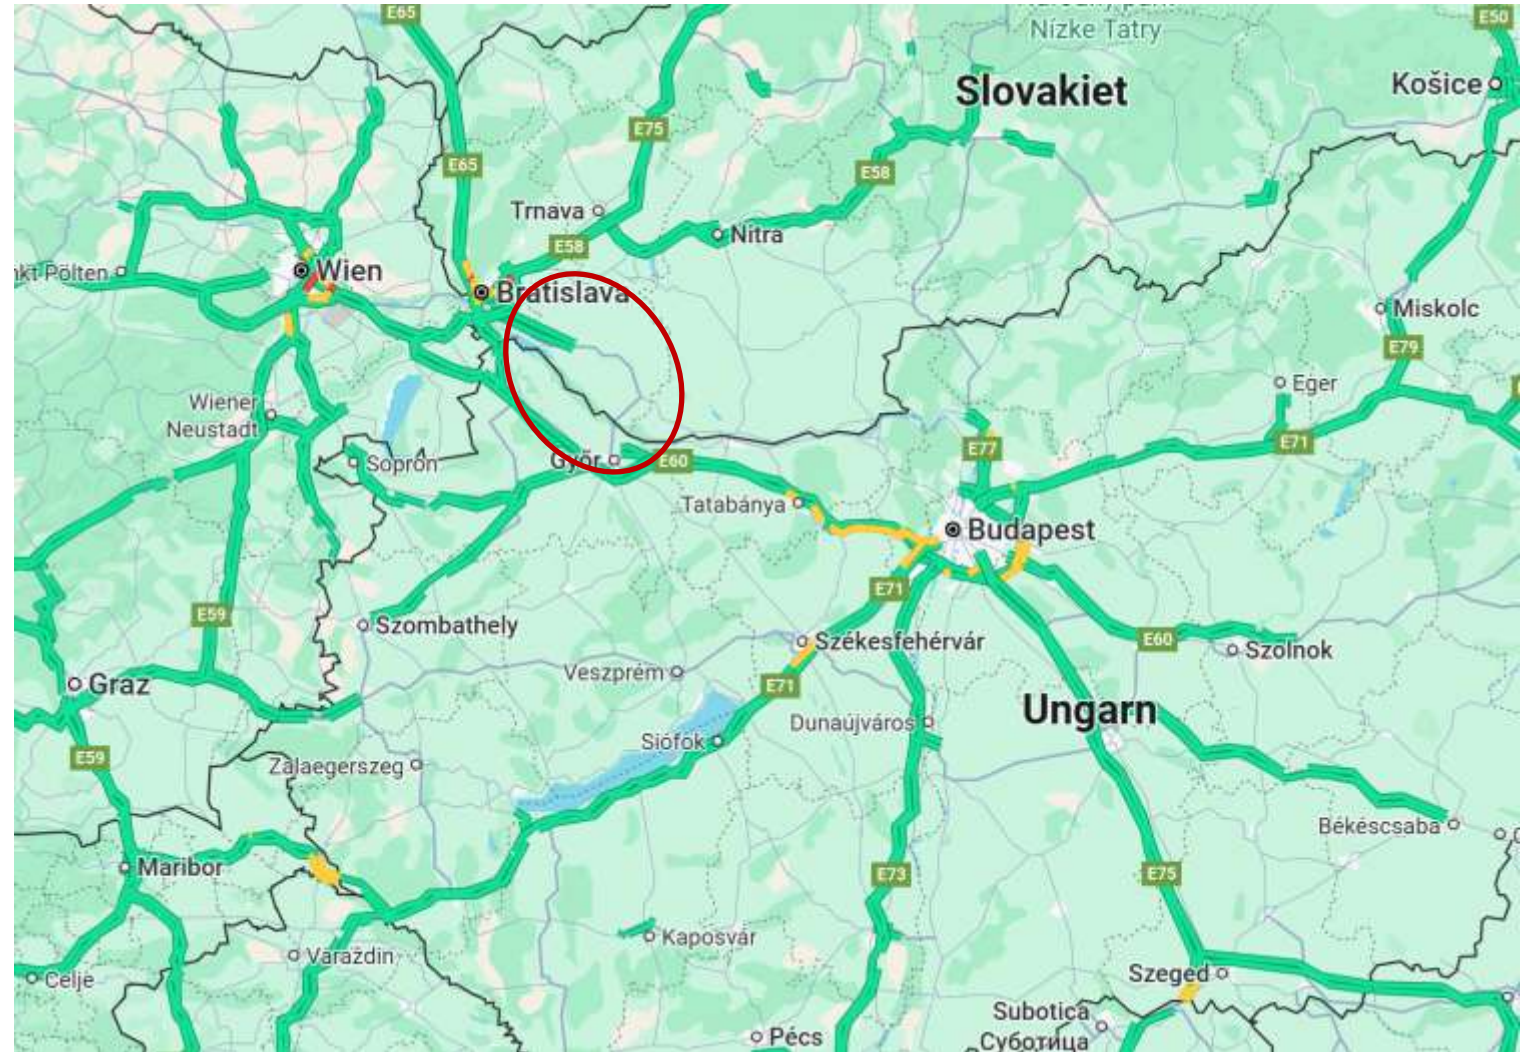 E65
E50
Nízke Tatry
Slovakiet
Košice
E75
E65
E58
Trnava
Nitra
E58
nkt Pölten
Wien
Bratislava
Miskolc
E79
Eger
Wiener
Neustadt
E77
E71
Sopron
Győr
E60
Tatabánya
Budapest
E71
E59
Szombathely
Székesfehérvár
E60
Szolnok
Veszprém
Graz
E71
Ungarn
Dunaújváros
Siófok
E59
Zalaegerszeg
Békéscsaba
Maribor
E73
E75
Kaposvár
Varaždin
Celje
Szeged
Subotica
Суботица
Pécs